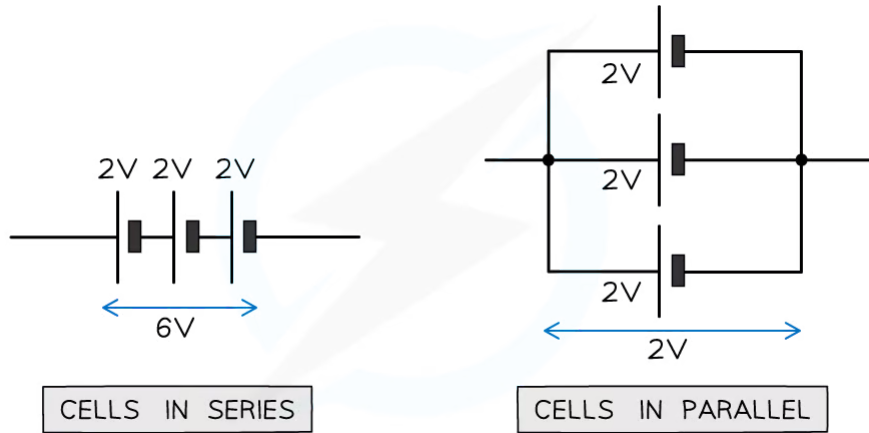 2V 2V 2V
6V
CELLS IN SERIES
2V
2V
2V
2V
CELLS IN PARALLEL